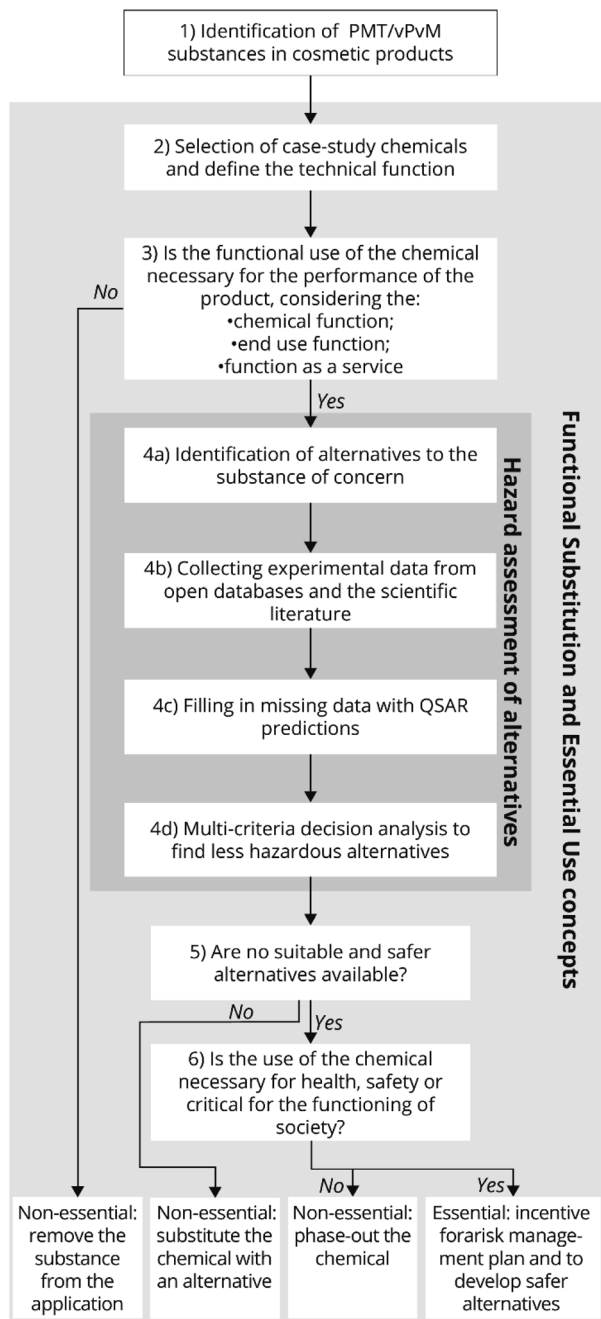 1) Identification of PMT/vPvM
substances in cosmetic products
2) Selection of case-study chemicals
and define the technical function
3) Is the functional use of the chemical
necessary for the performance of the
product, considering the:
•chemical function;
•end use function;
•function as a service
No
Yes
4a) Identification of alternatives to the
substance of concern
4b) Collecting experimental data from
open databases and the scientific
literature
4c) Filling in missing data with QSAR
predictions
4d) Multi-criteria decision analysis to
find less hazardous alternatives
Hazard assessment of alternatives
Functional Substitution and Essential Use concepts
5) Are no suitable and safer
alternatives available?
No
Yes
6) Is the use of the chemical
necessary for health, safety or
critical for the functioning of
society?
No
Yes
Non-essential:
remove the
substance
from the
application
Non-essential:
substitute the
chemical with
an alternative
Non-essential:
phase-out the
chemical
Essential: incentive
forarisk manage-
ment plan and to
develop safer
alternatives